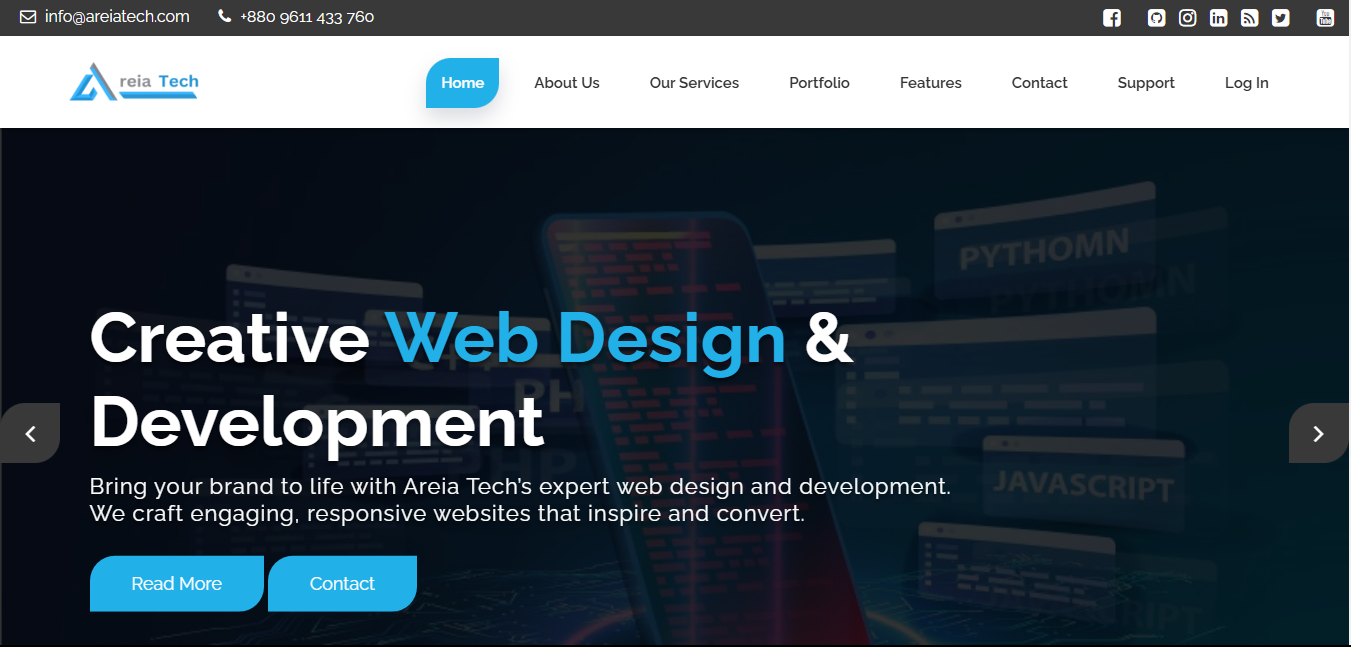 info@areiatech.com +880 9611 433 760
reia Tech
Home About Us Our Services Portfolio Features Contact Support Log In
PYTHOMN
PYTHOMN
Creative Web Design &
PH
Development
Bring your brand to life with Areia Tech's expert web design and development.
We craft engaging, responsive websites that inspire and convert.
JAVASCRIPT
Read More Contact